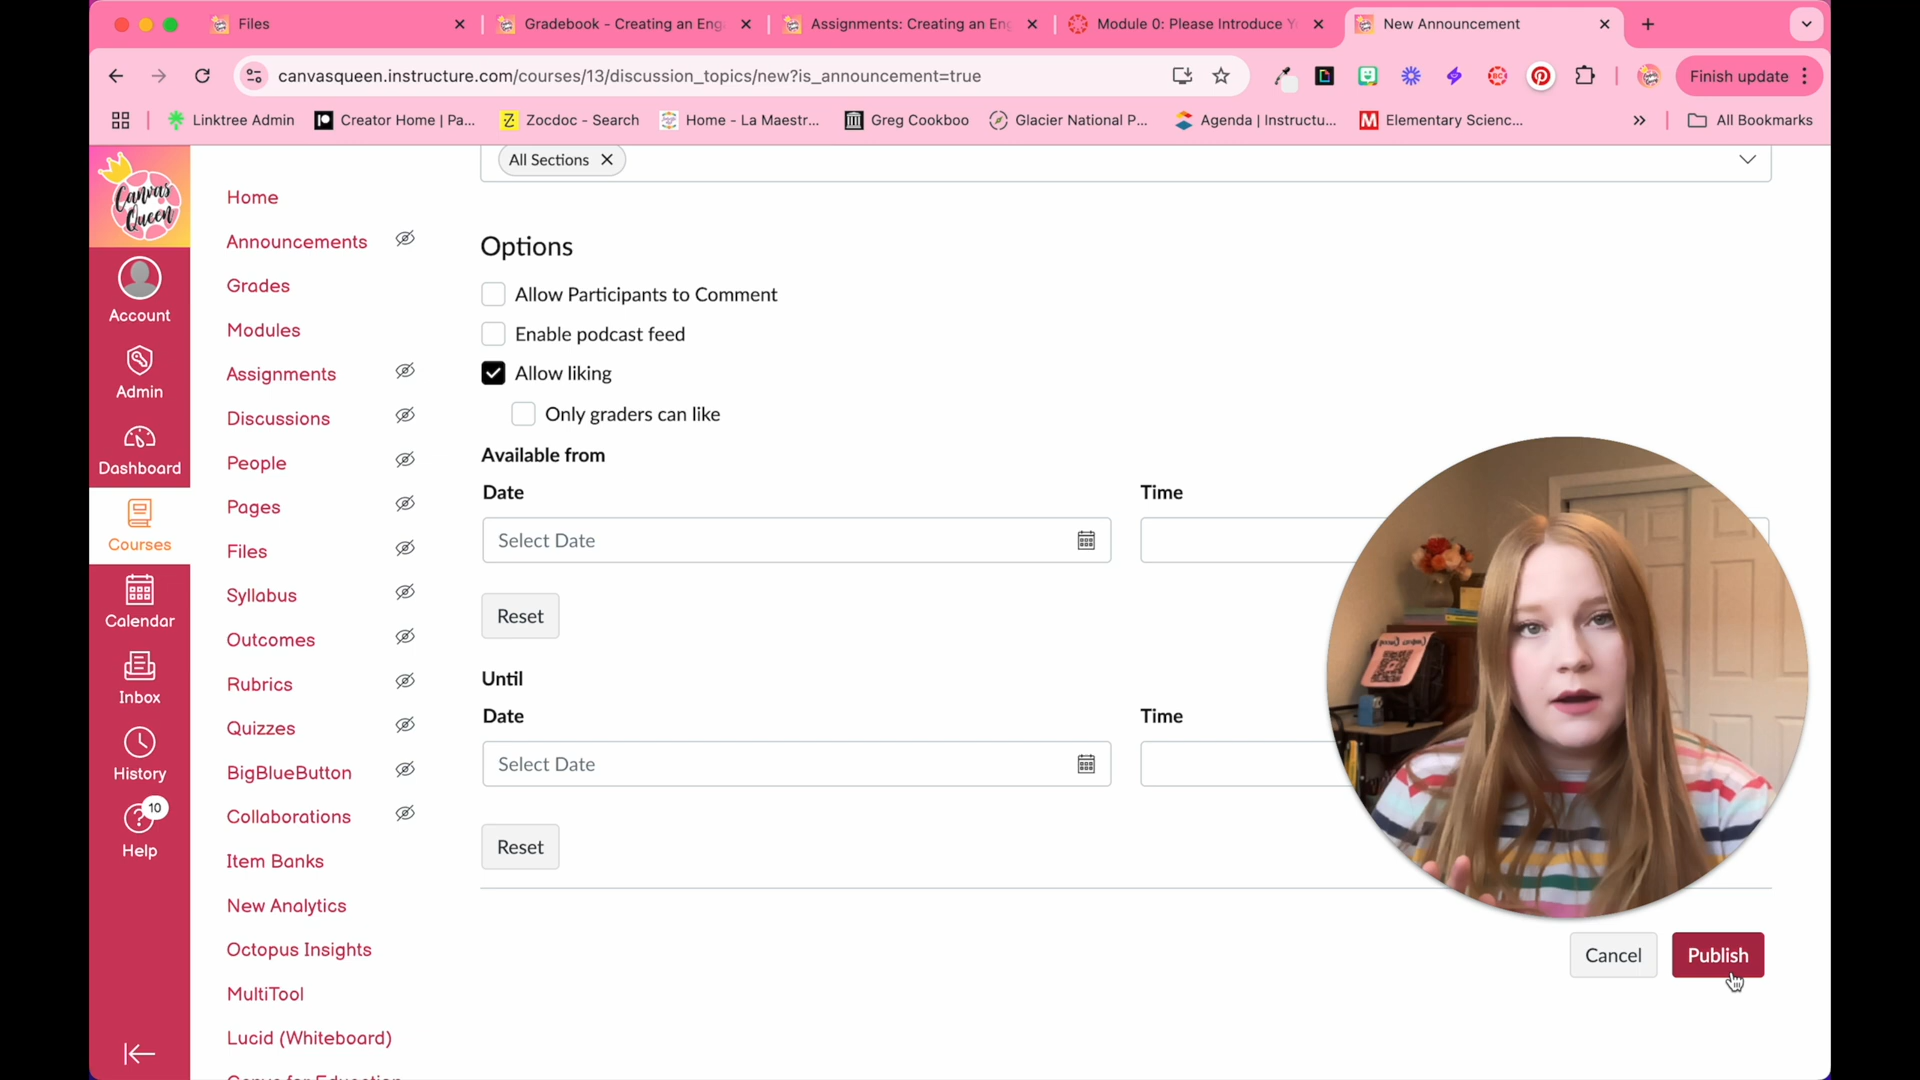 Files
Gradebook - Creating an Eng
Assignments: Creating an Eng
Module 0: Please Introduce Y
New Announcement
canvasqueen.instructure.com/courses/13/discussion_topics/new?is_announcement=true
Finish update
Linktree Admin
Creator Home | Pa...
Zocdoc - Search
Home - La Maestr...
Greg Cookboo
Glacier National P...
Agenda | Instructu...
Elementary Scienc...
All Bookmarks
Canvas
Queen
Account
Admin
Dashboard
Courses
Calendar
Inbox
History
10
Help
Home
Announcements
Grades
Modules
Assignments
Discussions
People
Pages
Files
Syllabus
Outcomes
Rubrics
Quizzes
BigBlueButton
Collaborations
Item Banks
New Analytics
Octopus Insights
MultiTool
Lucid (Whiteboard)
All Sections
Options
Allow Participants to Comment
Enable podcast feed
Allow liking
Only graders can like
Available from
Date
Time
Select Date
Reset
Until
Date
Time
Select Date
Reset
Cancel
Publish